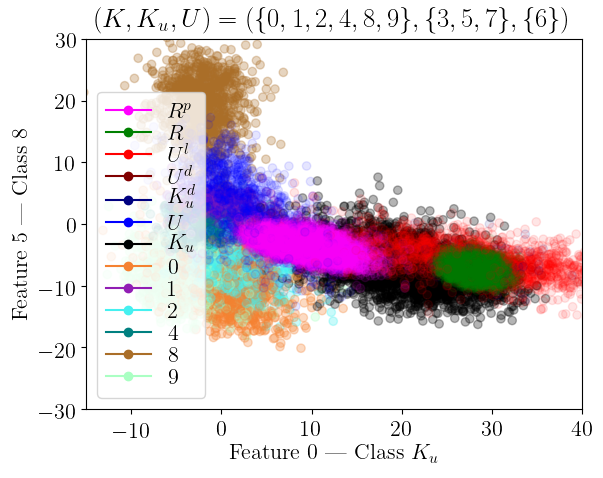 (K, K_u, U) = ({0, 1, 2, 4, 8, 9}, {3, 5, 7}, {6})
30
20
10
0
−10
−20
−30
Feature 5 — Class 8
R^p
R
U^l
U^d
K_u^d
U
K_u
0
1
2
4
8
9
−10
0
10
20
30
40
Feature 0 — Class K_u